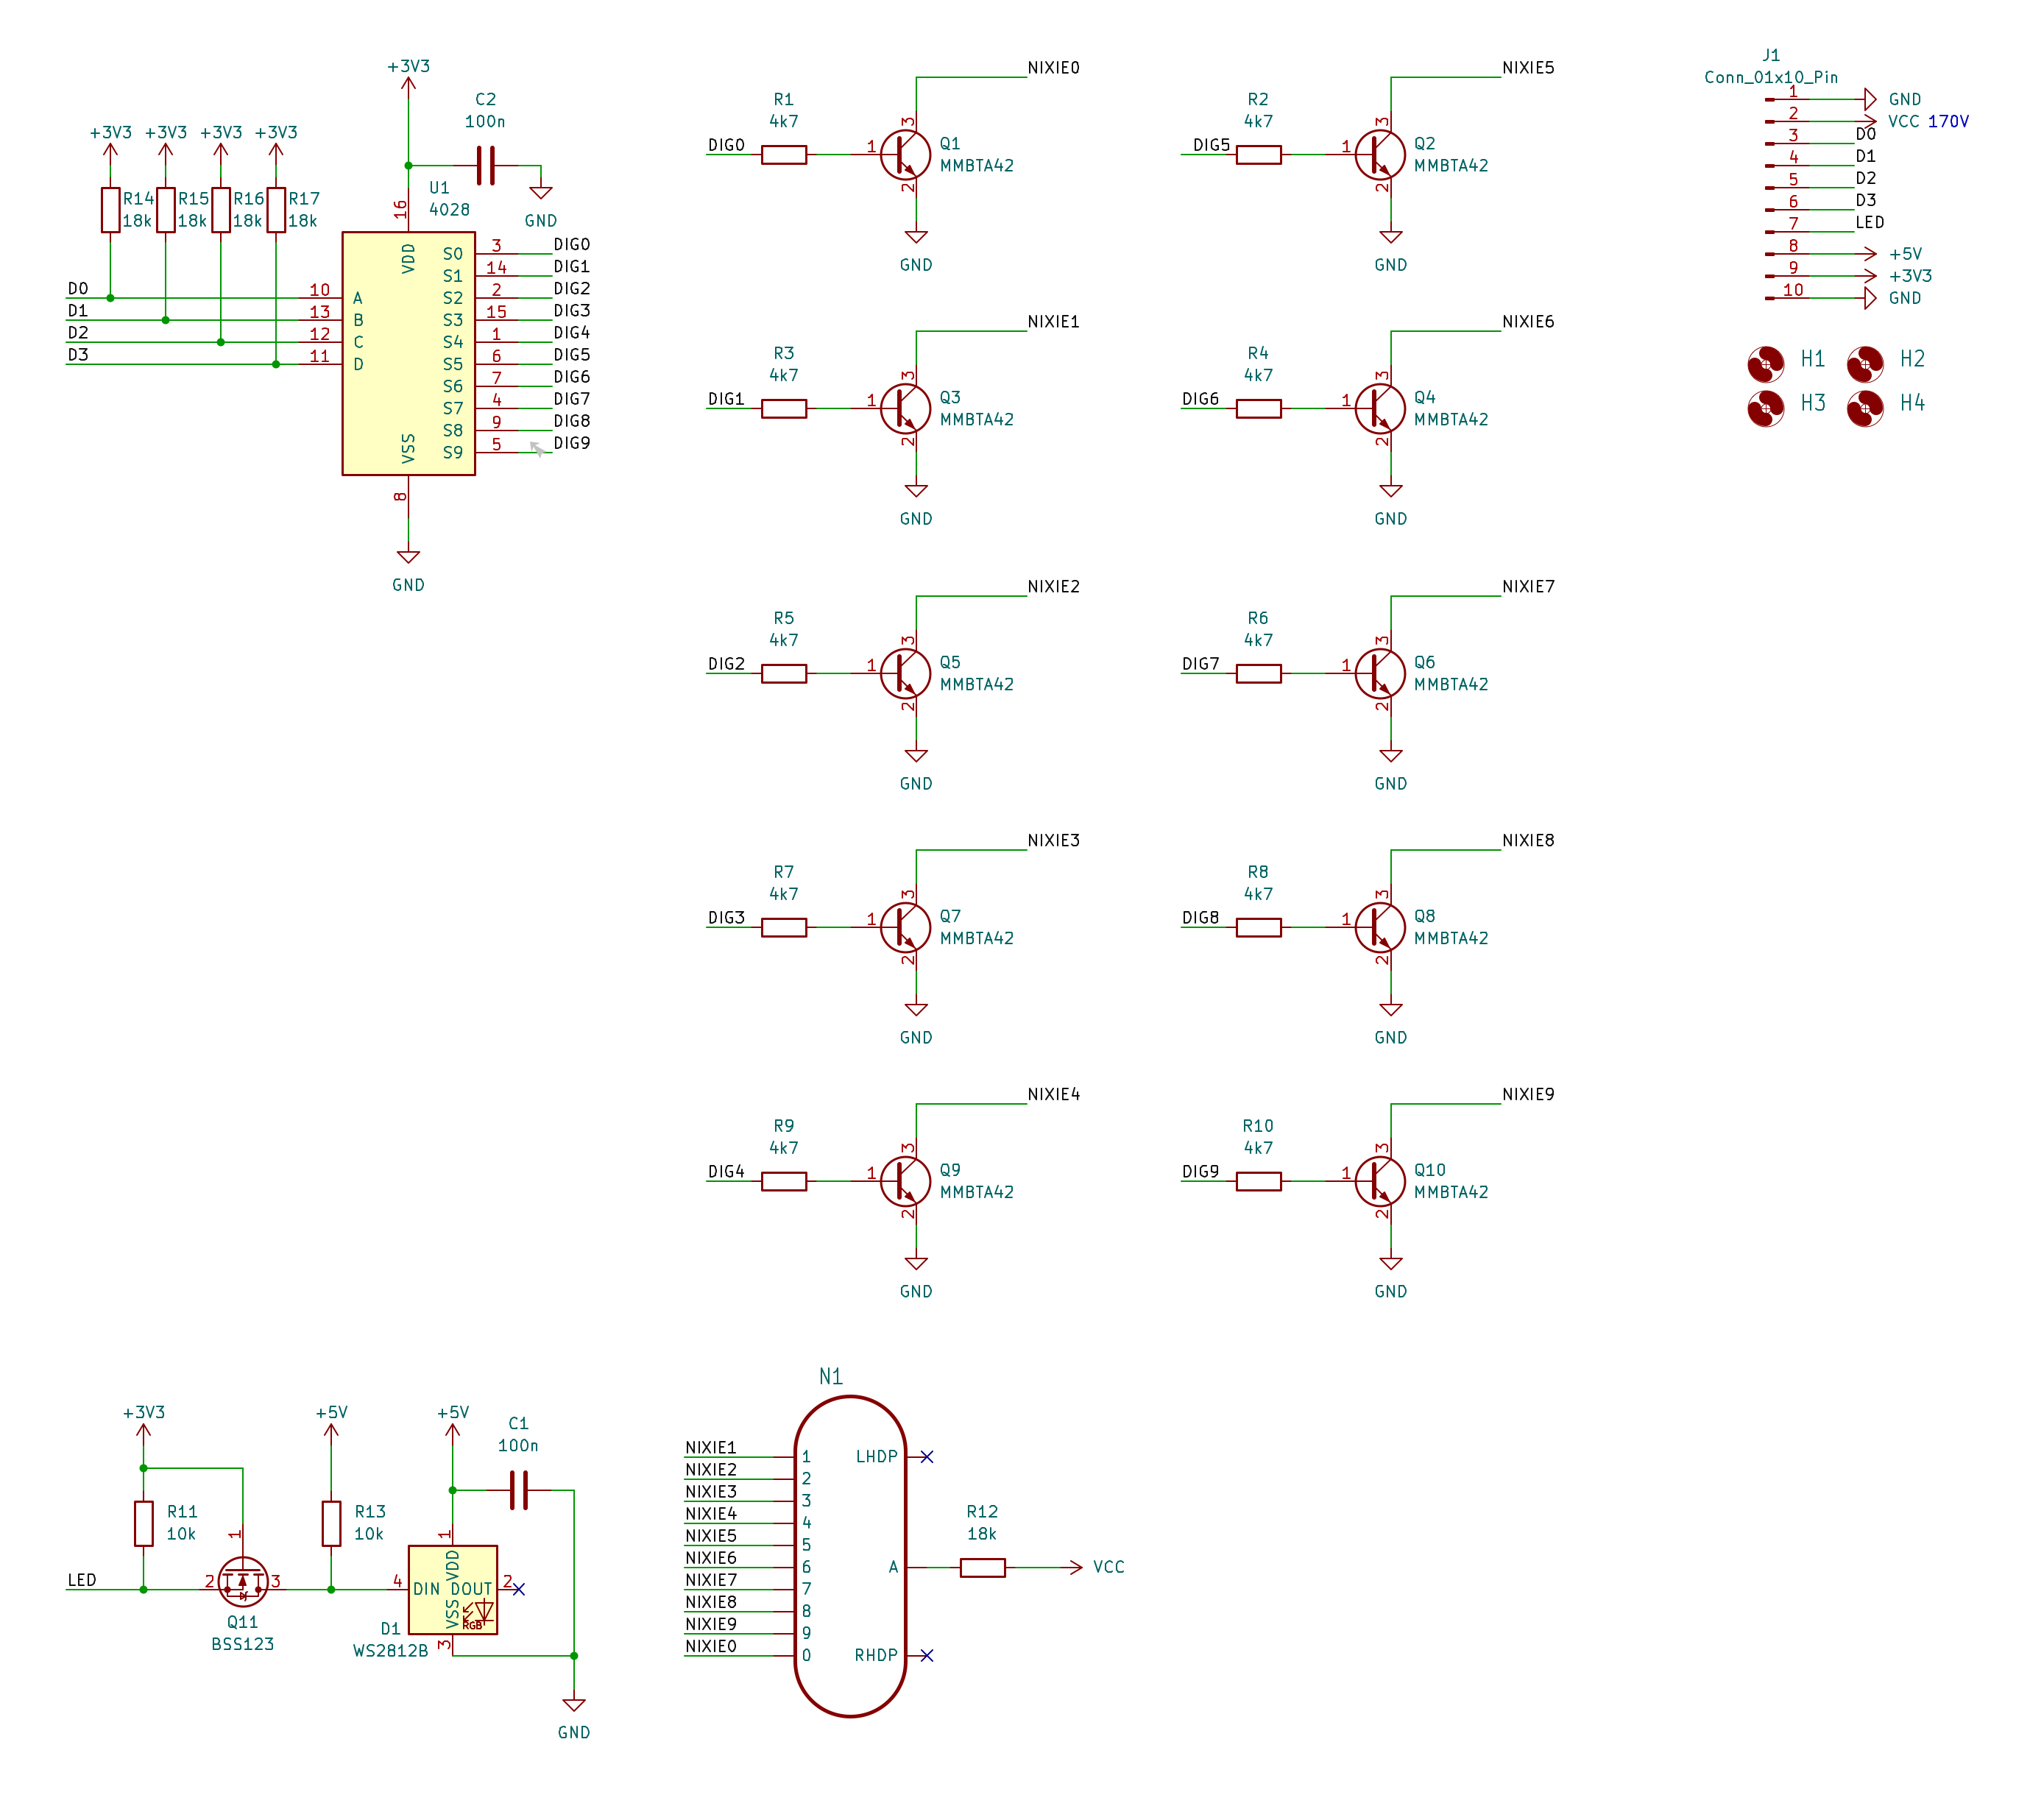 +3V3
C2
100n
+3V3 +3V3 +3V3 +3V3
R14
18k
R15
18k
R16
18k
R17
18k
U1
4028
GND
16
VDD
D0
D1
D2
D3
10 A
13 B
12 C
11 D
S0 3 DIG0
S1 14 DIG1
S2 2 DIG2
S3 15 DIG3
S4 1 DIG4
S5 6 DIG5
S6 7 DIG6
S7 4 DIG7
S8 9 DIG8
S9 5 DIG9
VSS
8
GND
NIXIE0
R1
4k7
DIG0
1
3
2
Q1
MMBTA42
GND
NIXIE5
R2
4k7
DIG5
1
3
2
Q2
MMBTA42
GND
NIXIE1
R3
4k7
DIG1
1
3
2
Q3
MMBTA42
GND
NIXIE6
R4
4k7
DIG6
1
3
2
Q4
MMBTA42
GND
NIXIE2
R5
4k7
DIG2
1
3
2
Q5
MMBTA42
GND
NIXIE7
R6
4k7
DIG7
1
3
2
Q6
MMBTA42
GND
NIXIE3
R7
4k7
DIG3
1
3
2
Q7
MMBTA42
GND
NIXIE8
R8
4k7
DIG8
1
3
2
Q8
MMBTA42
GND
NIXIE4
R9
4k7
DIG4
1
3
2
Q9
MMBTA42
GND
NIXIE9
R10
4k7
DIG9
1
3
2
Q10
MMBTA42
GND
J1
Conn_01x10_Pin
1 GND
2 VCC 170V
3 D0
4 D1
5 D2
6 D3
7 LED
8 +5V
9 +3V3
10 GND
H1 H2
H3 H4
+3V3
R11
10k
LED
1
2 3
Q11
BSS123
+5V
R13
10k
+5V
C1
100n
1
VDD
4 DIN DOUT 2
VSS
RGB
3
D1
WS2812B
GND
N1
NIXIE1 1
NIXIE2 2
NIXIE3 3
NIXIE4 4
NIXIE5 5
NIXIE6 6
NIXIE7 7
NIXIE8 8
NIXIE9 9
NIXIE0 0
LHDP
A
RHDP
R12
18k
VCC